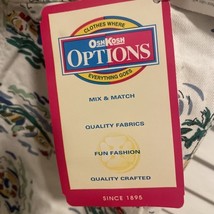 CLOTHES WHERE
OSHKOSH
OPTIONS
EVERYTHING GOES
MIX & MATCH
QUALITY FABRICS
FUN FASHION
QUALITY CRAFTED
SINCE 1895